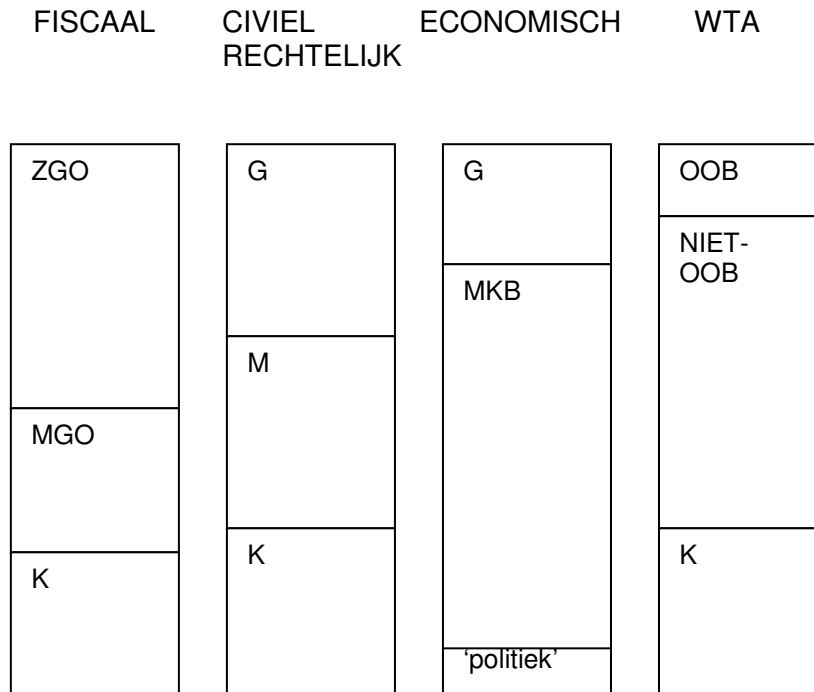 FISCAAL
CIVIEL
RECHTELIJK
ECONOMISCH
WTA
ZGO
MGO
K
G
M
K
G
MKB
‘politiek’
OOB
NIET-
OOB
K